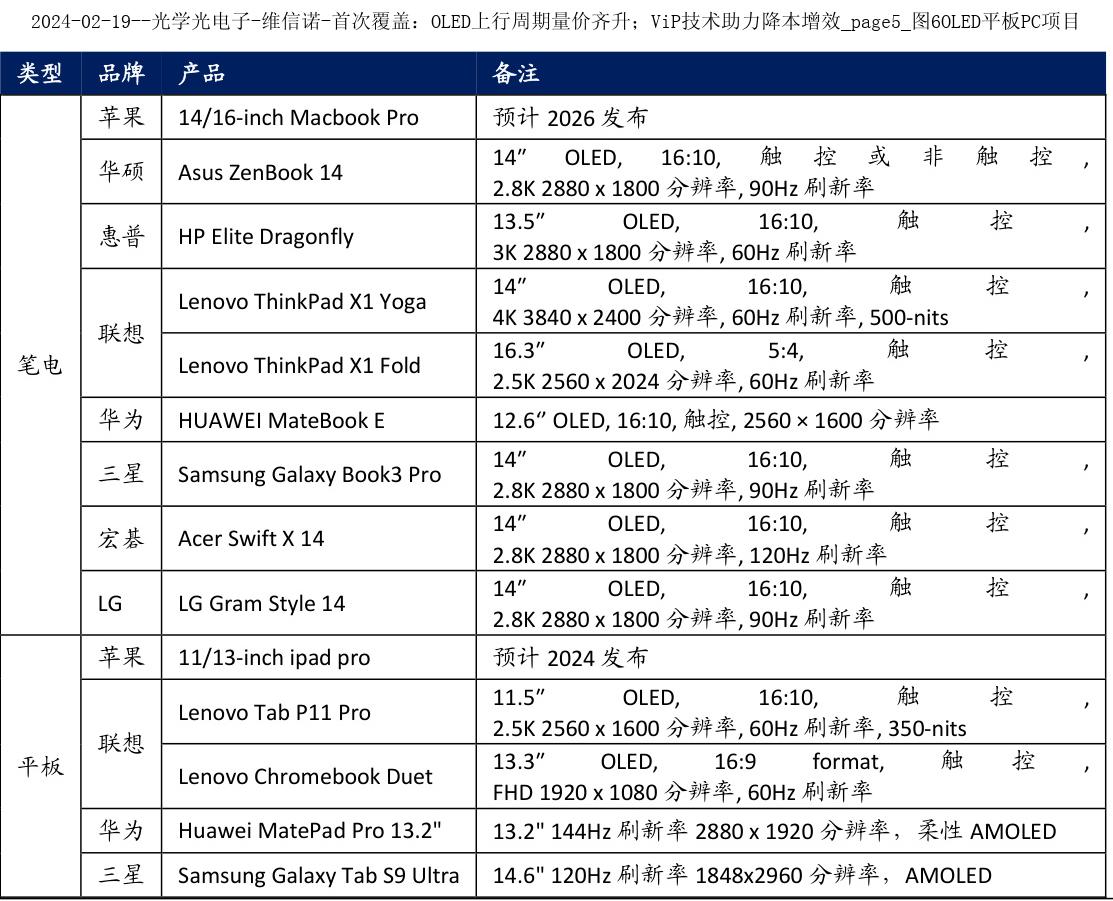 2024-02-19--光学光电子-维信诺-首次覆盖：OLED上行周期量价齐升；ViP技术助力降本增效_page5_图6OLED平板PC项目
类型 品牌 产品 备注
笔电
苹果 14/16-inch Macbook Pro 预计 2026 发布
华硕 Asus ZenBook 14 14” OLED, 16:10, 触控或非触控,
2.8K 2880 x 1800 分辨率, 90Hz 刷新率
惠普 HP Elite Dragonfly 13.5” OLED, 16:10, 触控,
3K 2880 x 1800 分辨率, 60Hz 刷新率
联想
Lenovo ThinkPad X1 Yoga 14” OLED, 16:10, 触控,
4K 3840 x 2400 分辨率, 60Hz 刷新率, 500-nits
Lenovo ThinkPad X1 Fold 16.3” OLED, 5:4, 触控,
2.5K 2560 x 2024 分辨率, 60Hz 刷新率
华为 HUAWEI MateBook E 12.6” OLED, 16:10, 触控, 2560 × 1600 分辨率
三星 Samsung Galaxy Book3 Pro 14” OLED, 16:10, 触控,
2.8K 2880 x 1800 分辨率, 90Hz 刷新率
宏碁 Acer Swift X 14 14” OLED, 16:10, 触控,
2.8K 2880 x 1800 分辨率, 120Hz 刷新率
LG LG Gram Style 14 14” OLED, 16:10, 触控,
2.8K 2880 x 1800 分辨率, 90Hz 刷新率
平板
苹果 11/13-inch ipad pro 预计 2024 发布
联想
Lenovo Tab P11 Pro 11.5” OLED, 16:10, 触控,
2.5K 2560 x 1600 分辨率, 60Hz 刷新率, 350-nits
Lenovo Chromebook Duet 13.3” OLED, 16:9 format, 触控,
FHD 1920 x 1080 分辨率, 60Hz 刷新率
华为 Huawei MatePad Pro 13.2" 13.2" 144Hz 刷新率 2880 x 1920 分辨率，柔性 AMOLED
三星 Samsung Galaxy Tab S9 Ultra 14.6" 120Hz 刷新率 1848x2960 分辨率，AMOLED